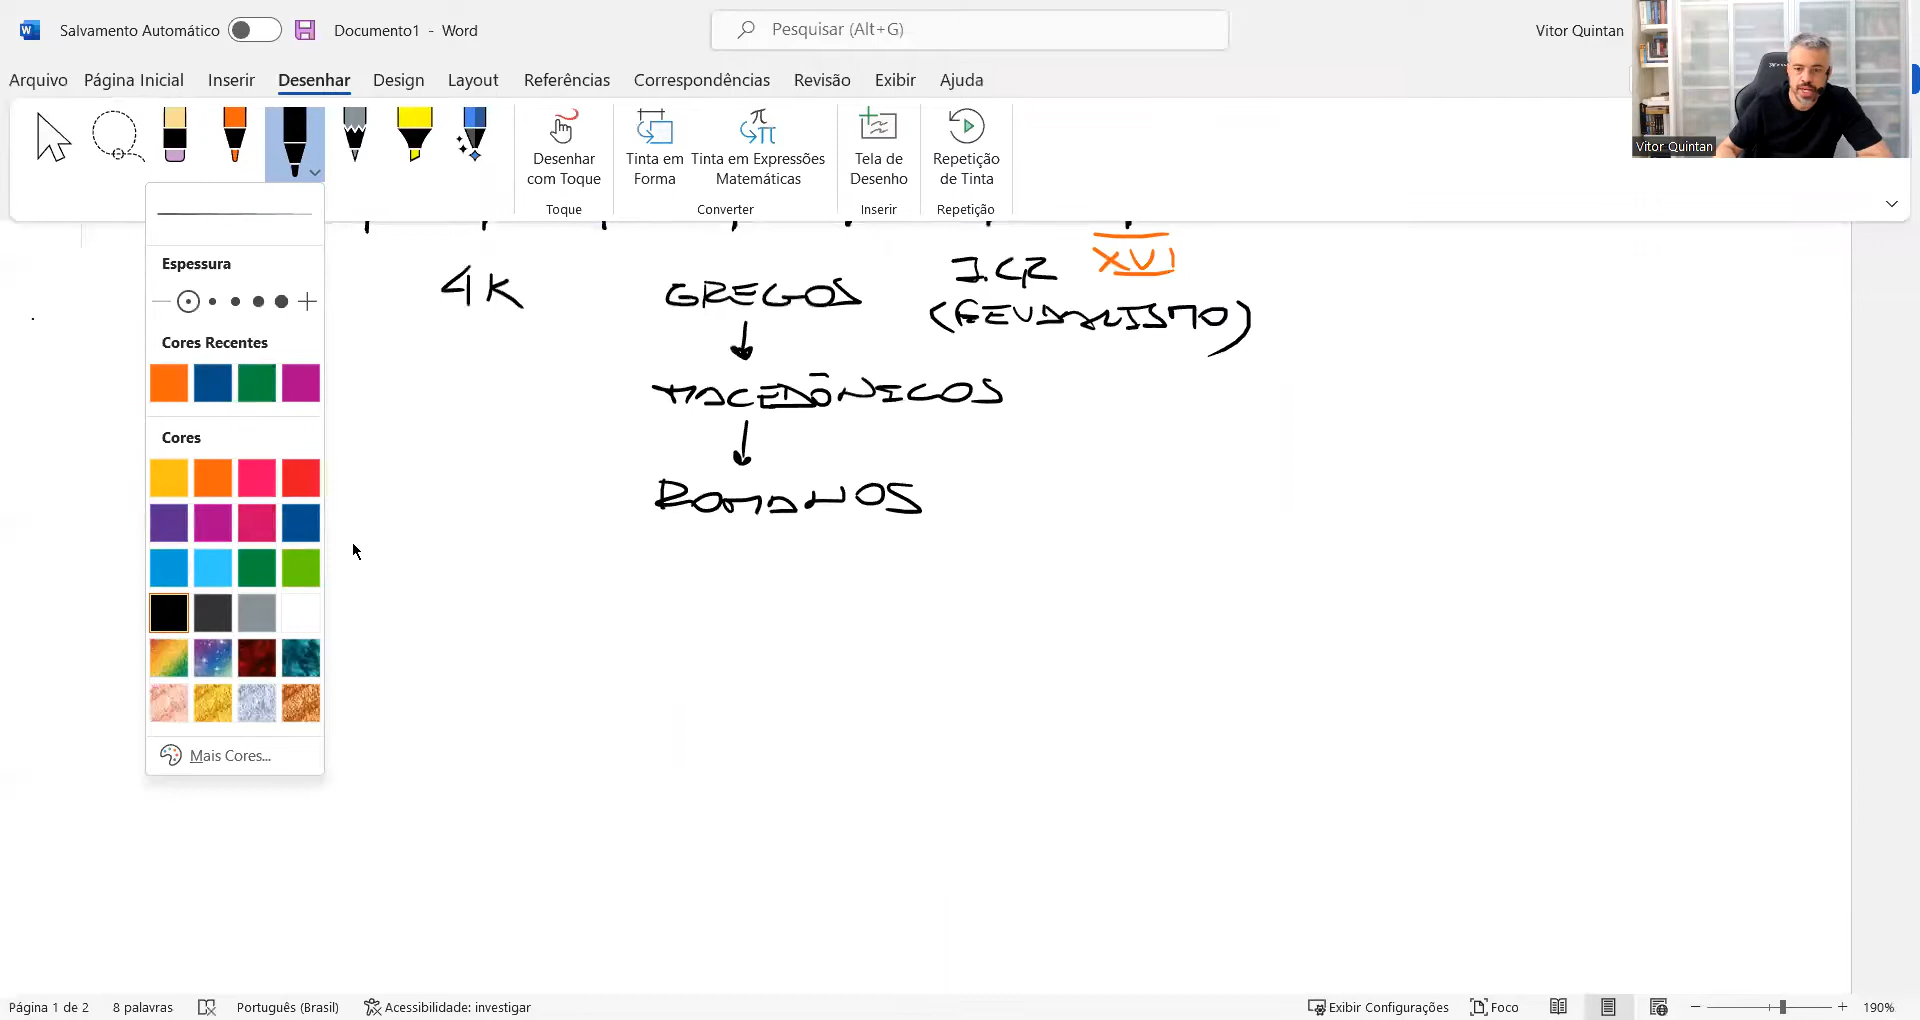 Salvamento Automático
Documento1 - Word
Pesquisar (Alt+G)
Vitor Quintan
Arquivo Página Inicial Inserir Desenhar Design Layout Referências Correspondências Revisão Exibir Ajuda
Desenhar com Toque
Tinta em Forma
Tinta em Expressões Matemáticas
Tela de Desenho
Repetição de Tinta
Toque
Converter
Inserir
Repetição
Vitor Quintan
Espessura
Cores Recentes
Cores
Mais Cores...
4K
GREGOS
I.C.R
XVI
(FEUDALISMO)
MACEDÔNICOS
ROMANOS
Página 1 de 2 8 palavras Português (Brasil) Acessibilidade: investigar
Exibir Configurações Foco 190%